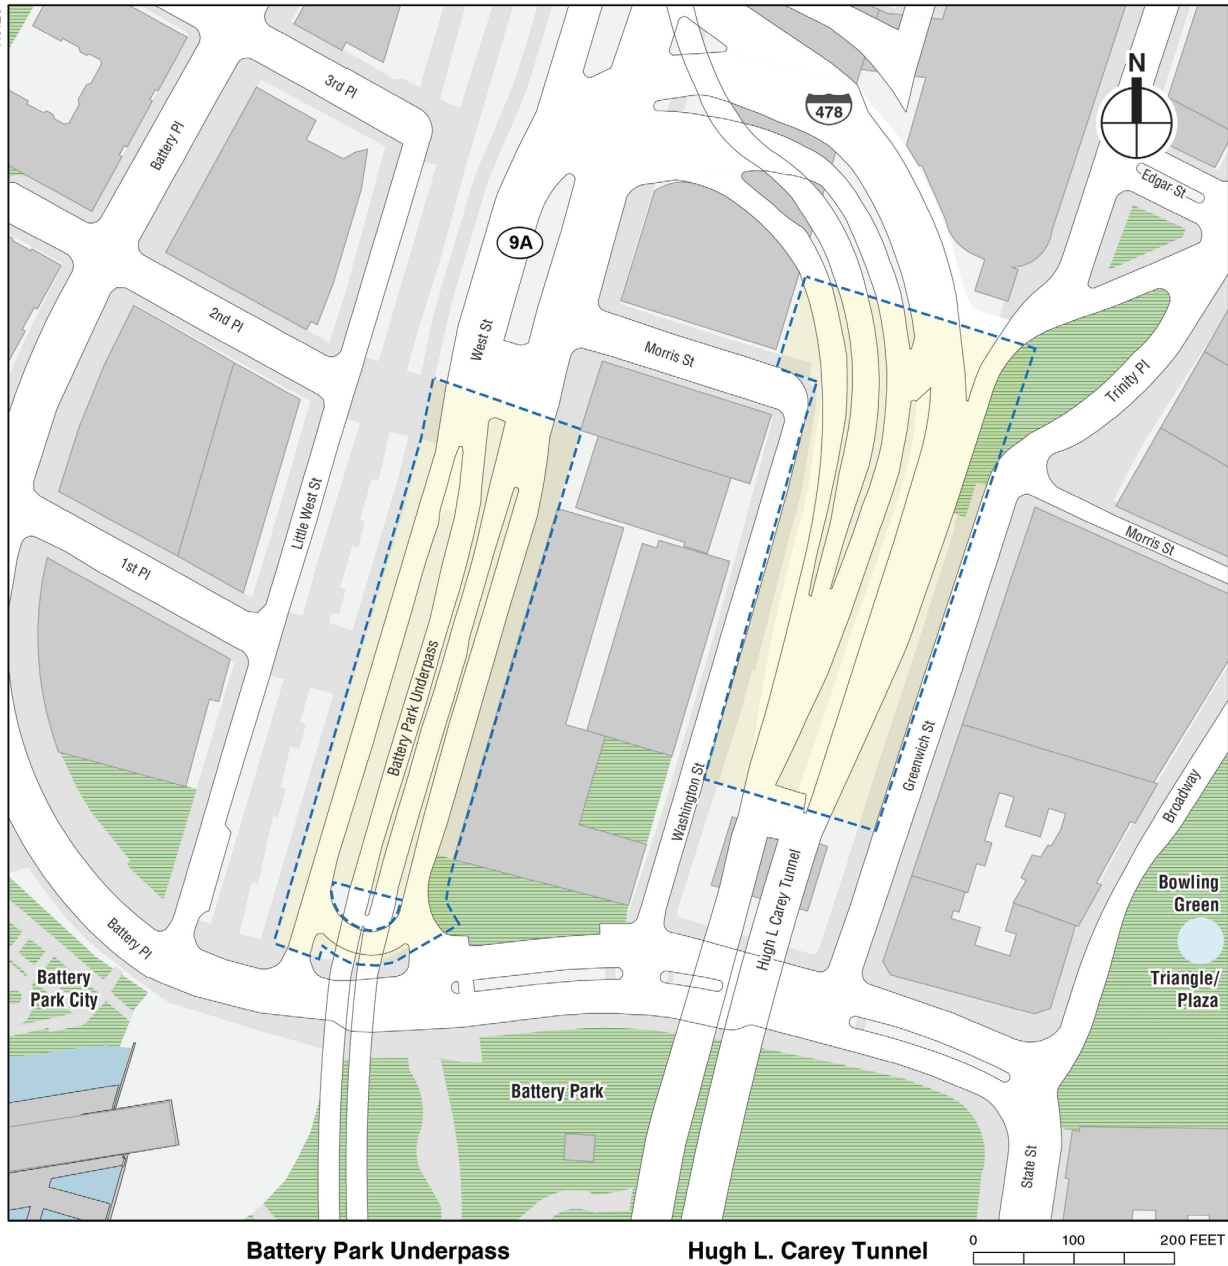 3rd Pl
N
478
Battery Pl
Edgar St
9A
2nd Pl
West St
Morris St
Trinity Pl
Little West St
Morris St
1st Pl
Battery Park Underpass
Greenwich St
Washington St
Broadway
Hugh L Carey Tunnel
Bowling
Green
Battery Pl
Battery
Park City
Triangle/
Plaza
Battery Park
State St
Battery Park Underpass
Hugh L. Carey Tunnel
0 100 200 FEET